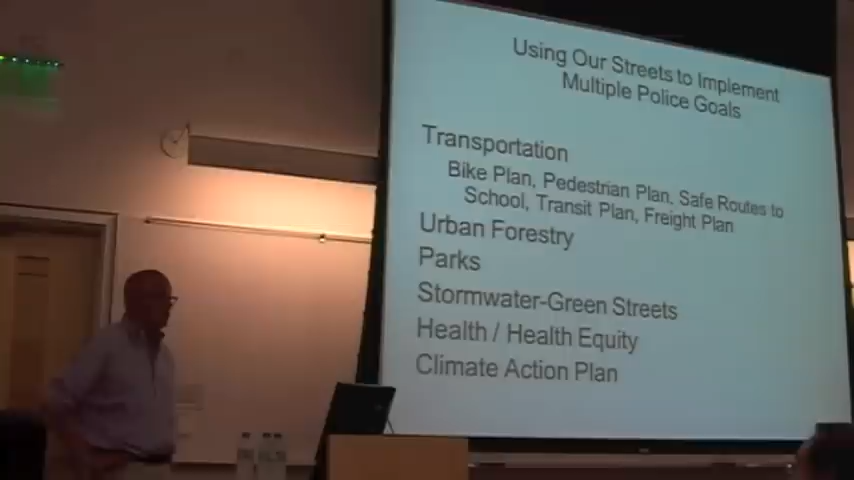 Using Our Streets to Implement
Multiple Police Goals
Transportation
Bike Plan, Pedestrian Plan, Safe Routes to
School, Transit Plan, Freight Plan
Urban Forestry
Parks
Stormwater-Green Streets
Health / Health Equity
Climate Action Plan